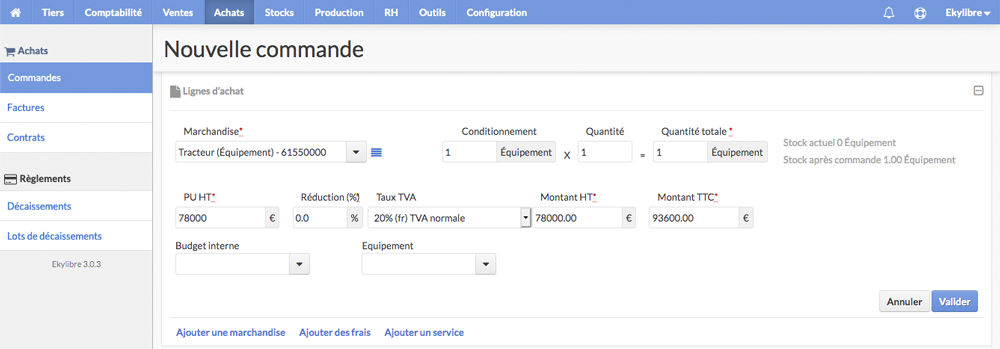 Tiers Comptabilité Ventes Achats Stocks Production RH Outils Configuration Ekylibre
Achats
Nouvelle commande
Commandes
Factures
Contrats
Règlements
Décaissements
Lots de décaissements
Ekylibre 3.0.3
Lignes d'achat
Marchandise* Conditionnement Quantité Quantité totale *
Tracteur (Équipement) - 61550000 1 Équipement X 1 = 1 Équipement
Stock actuel 0 Équipement
Stock après commande 1.00 Équipement
PU HT* Réduction (%)* Taux TVA Montant HT* Montant TTC*
78000 € 0.0 % 20% (fr) TVA normale 78000.00 € 93600.00 €
Budget interne Equipement
Annuler Valider
Ajouter une marchandise Ajouter des frais Ajouter un service